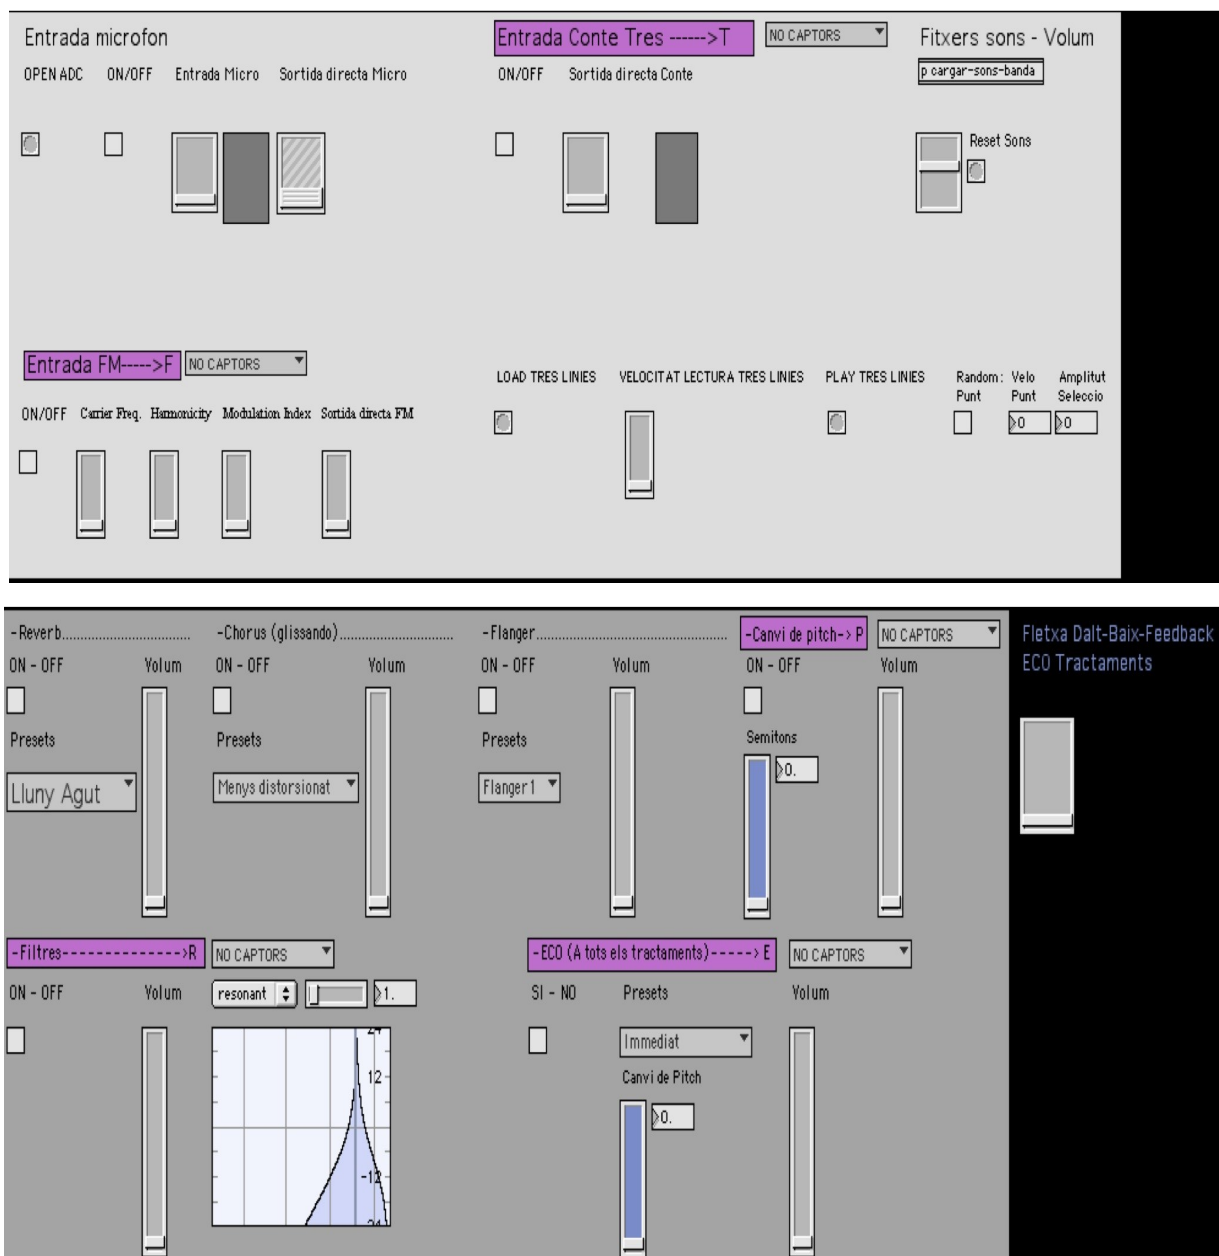 Entrada microfon
OPEN ADC ON/OFF Entrada Micro Sortida directa Micro
Entrada Conte Tres ------>T NO CAPTORS
ON/OFF Sortida directa Conte
Fitxers sons - Volum
p cargar-sons-banda
Reset Sons
Entrada FM----->F NO CAPTORS
ON/OFF Carrier Freq. Harmonicity Modulation Index Sortida directa FM
LOAD TRES LINIES VELOCITAT LECTURA TRES LINIES PLAY TRES LINIES
Random: Velo Amplitut
Punt Punt Seleccio
0 0
-Reverb................................
ON - OFF Volum
Presets
Lluny Agut
-Chorus (glissando)............................
ON - OFF Volum
Presets
Menys distorsionat
-Flanger................................................
ON - OFF Volum
Presets
Flanger1
-Canvi de pitch-> P NO CAPTORS
ON - OFF Volum
Semitons
0.
Fletxa Dalt-Baix-Feedback
ECO Tractaments
-Filtres--------------->R NO CAPTORS
ON - OFF Volum resonant 1.
24
12
-12
-24
-ECO (A tots els tractaments)-----> E NO CAPTORS
SI - NO Presets Volum
Immediat
Canvi de Pitch
0.